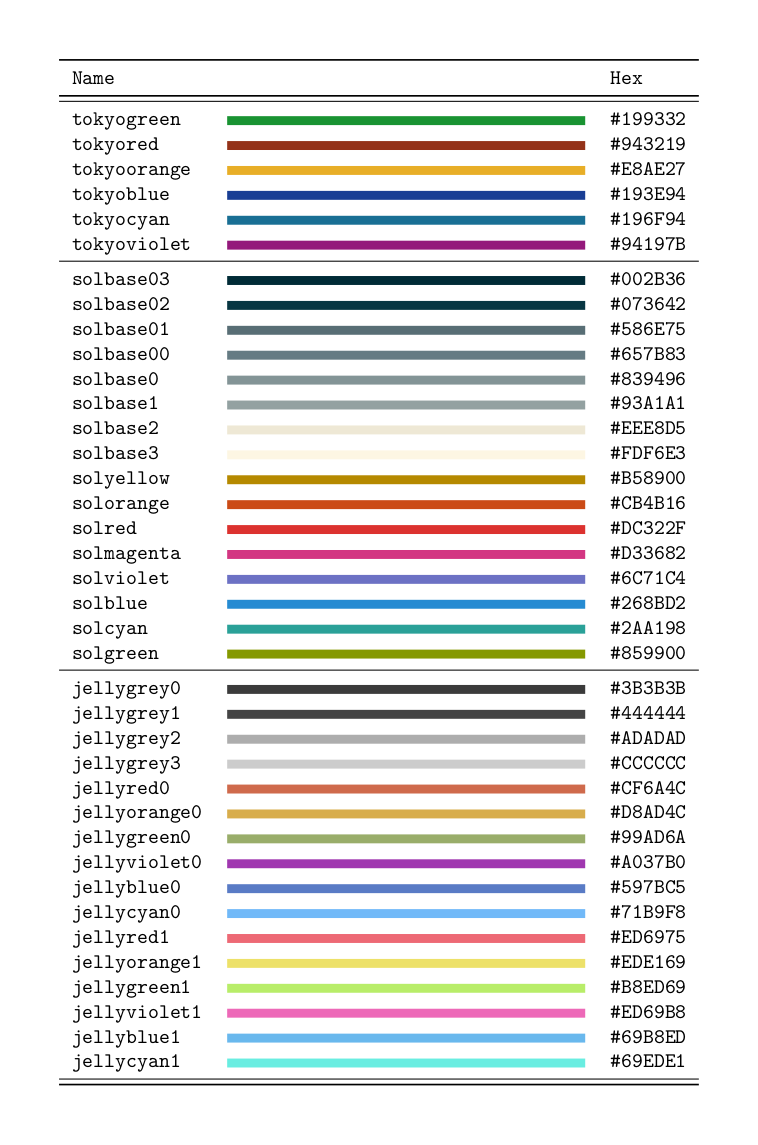 Name Hex
tokyogreen #199332
tokyored #943219
tokyoorange #E8AE27
tokyoblue #193E94
tokyocyan #196F94
tokyoviolet #94197B
solbase03 #002B36
solbase02 #073642
solbase01 #586E75
solbase00 #657B83
solbase0 #839496
solbase1 #93A1A1
solbase2 #EEE8D5
solbase3 #FDF6E3
solyellow #B58900
solorange #CB4B16
solred #DC322F
solmagenta #D33682
solviolet #6C71C4
solblue #268BD2
solcyan #2AA198
solgreen #859900
jellygrey0 #3B3B3B
jellygrey1 #444444
jellygrey2 #ADADAD
jellygrey3 #CCCCCC
jellyred0 #CF6A4C
jellyorange0 #D8AD4C
jellygreen0 #99AD6A
jellyviolet0 #A037B0
jellyblue0 #597BC5
jellycyan0 #71B9F8
jellyred1 #ED6975
jellyorange1 #EDE169
jellygreen1 #B8ED69
jellyviolet1 #ED69B8
jellyblue1 #69B8ED
jellycyan1 #69EDE1